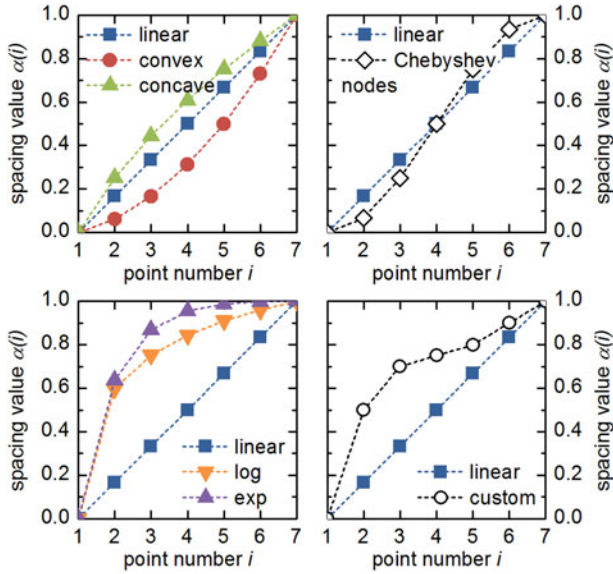 spacing value α(i)
1.0
0.8
0.6
0.4
0.2
0.0
linear
convex
concave
1 2 3 4 5 6 7
point number i
linear
Chebyshev
nodes
1.0
0.8
0.6
0.4
0.2
0.0
spacing value α(i)
1 2 3 4 5 6 7
point number i
spacing value α(i)
1.0
0.8
0.6
0.4
0.2
0.0
linear
log
exp
1 2 3 4 5 6 7
point number i
linear
custom
1.0
0.8
0.6
0.4
0.2
0.0
spacing value α(i)
1 2 3 4 5 6 7
point number i